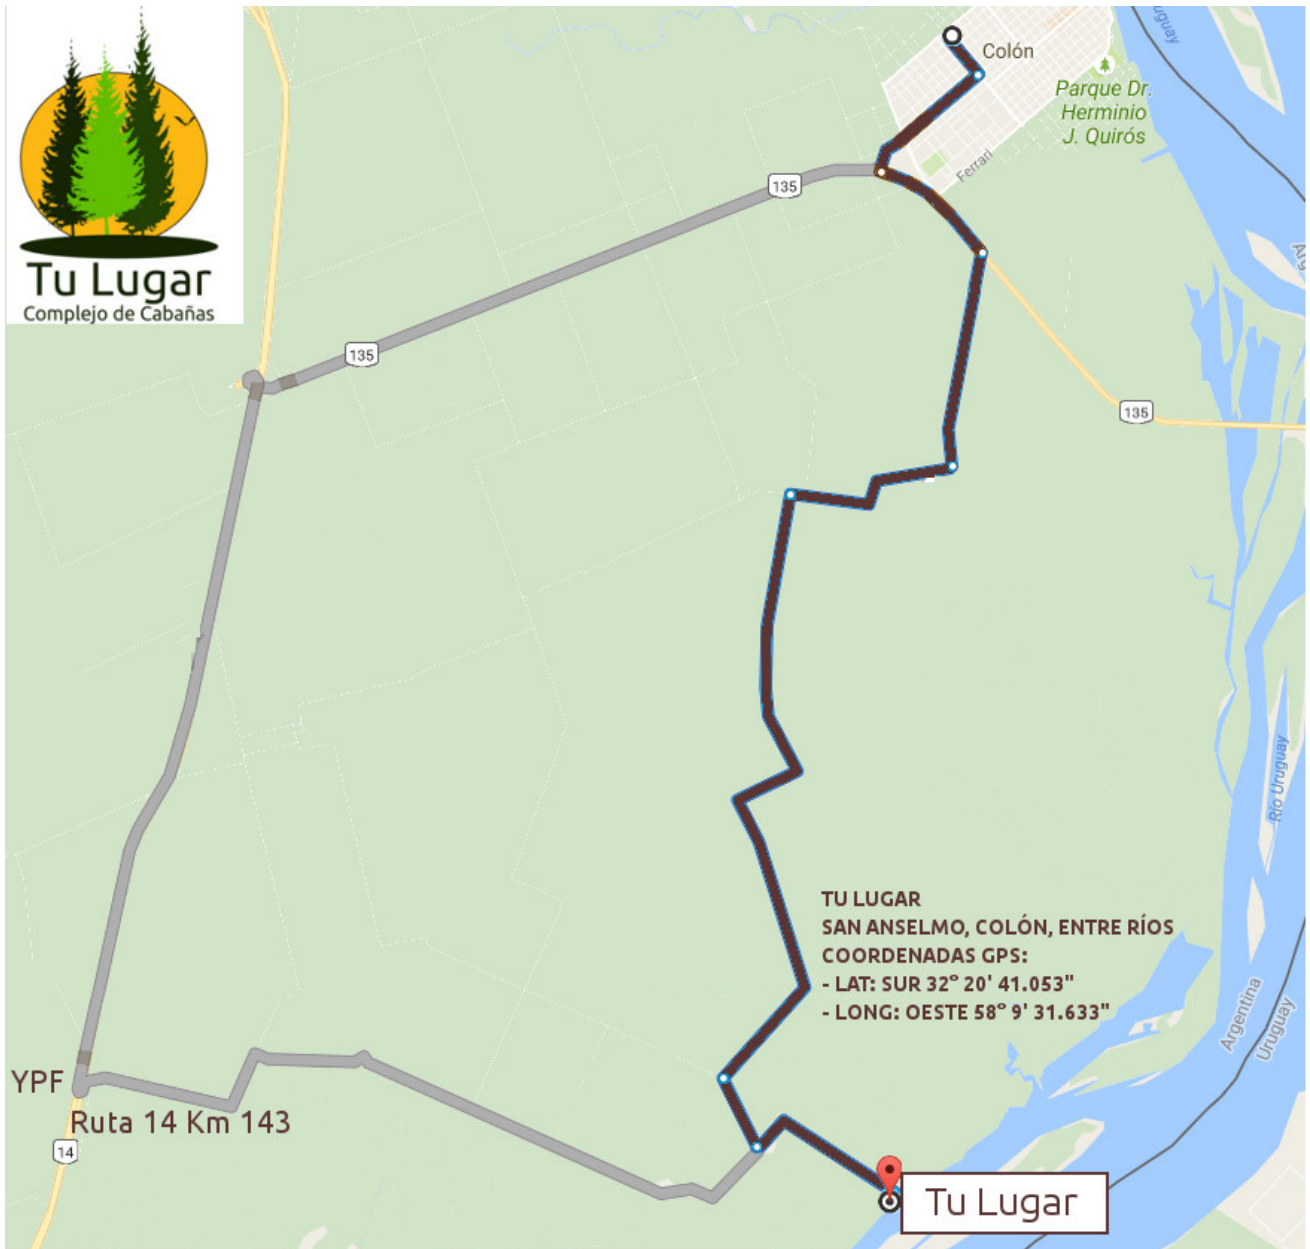 Tu Lugar
Complejo de Cabañas
Colón
Parque Dr.
Herminio
J. Quirós
Ferrari
uguay
Uruguay
Arg
135
135
135
Río Uruguay
TU LUGAR
SAN ANSELMO, COLÓN, ENTRE RÍOS
COORDENADAS GPS:
- LAT: SUR 32° 20' 41.053"
- LONG: OESTE 58° 9' 31.633"
Argentina
Uruguay
YPF
Ruta 14 Km 143
14
Tu Lugar